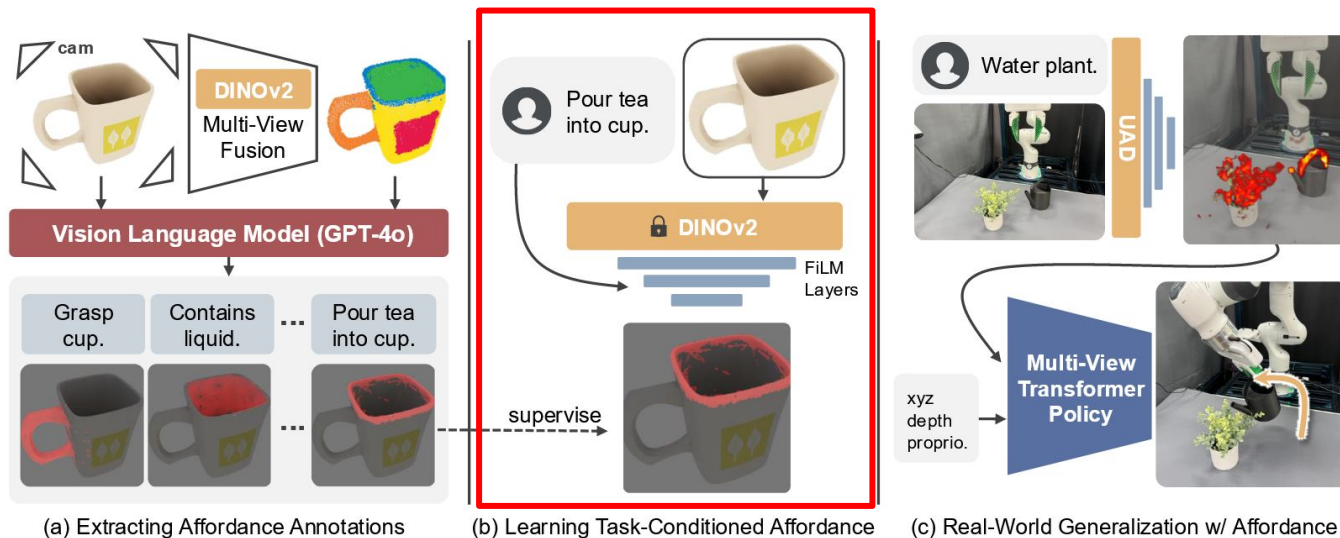 cam
DINOv2
Multi-View
Fusion
Vision Language Model (GPT-4o)
Grasp
cup.
Contains
liquid.
...
Pour tea
into cup.
...
(a) Extracting Affordance Annotations
Pour tea
into cup.
DINOv2
FiLM
Layers
supervise
(b) Learning Task-Conditioned Affordance
Water plant.
UAD
Multi-View
Transformer
Policy
xyz
depth
proprio.
(c) Real-World Generalization w/ Affordance